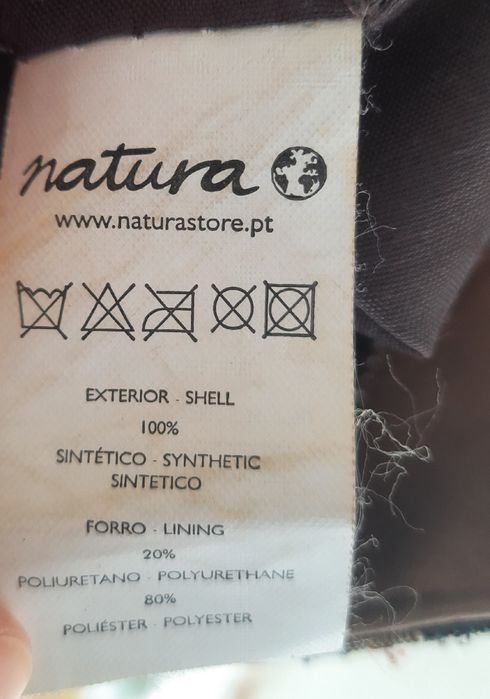 natura
www.naturastore.pt
EXTERIOR - SHELL
100%
SINTÉTICO - SYNTHETIC
SINTETICO
FORRO - LINING
20%
POLIURETANO - POLYURETHANE
80%
POLIÉSTER - POLYESTER